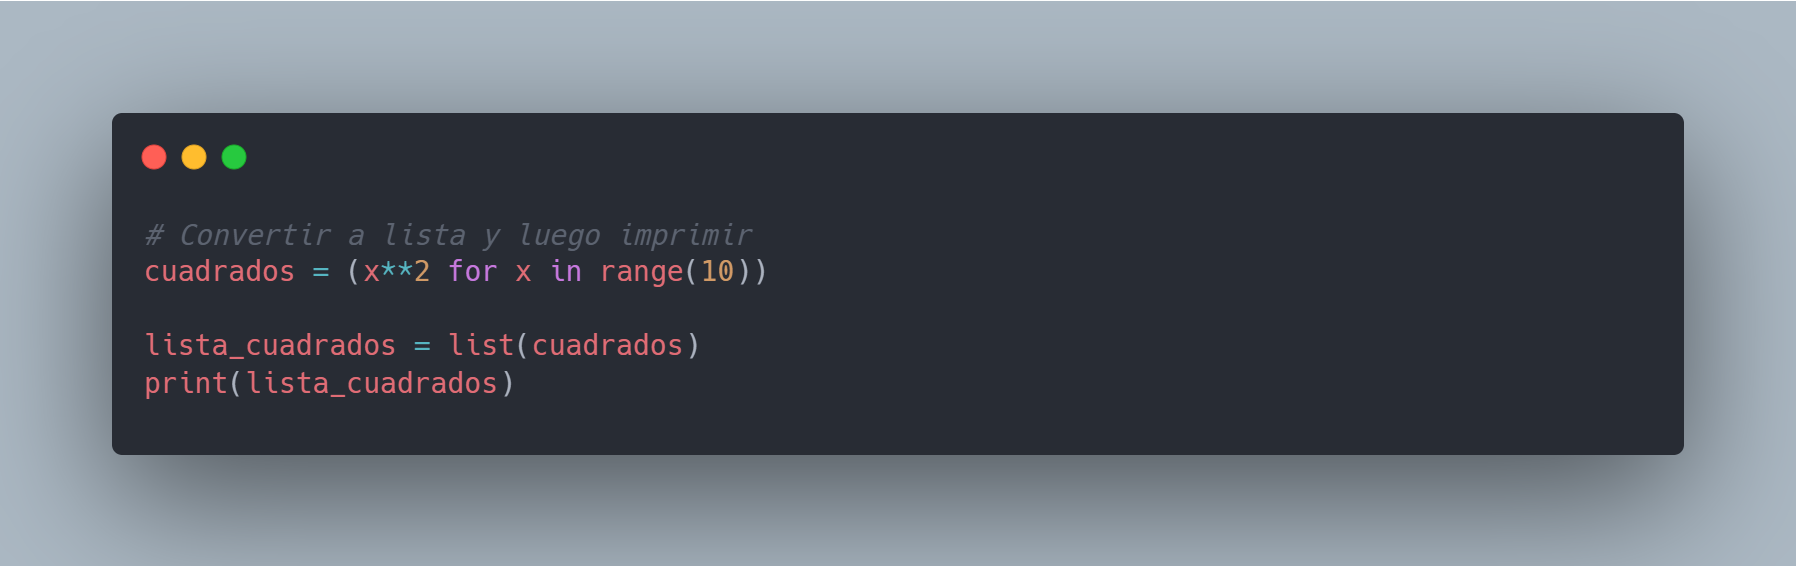 # Convertir a lista y luego imprimir
cuadrados = (x**2 for x in range(10))
lista_cuadrados = list(cuadrados)
print(lista_cuadrados)